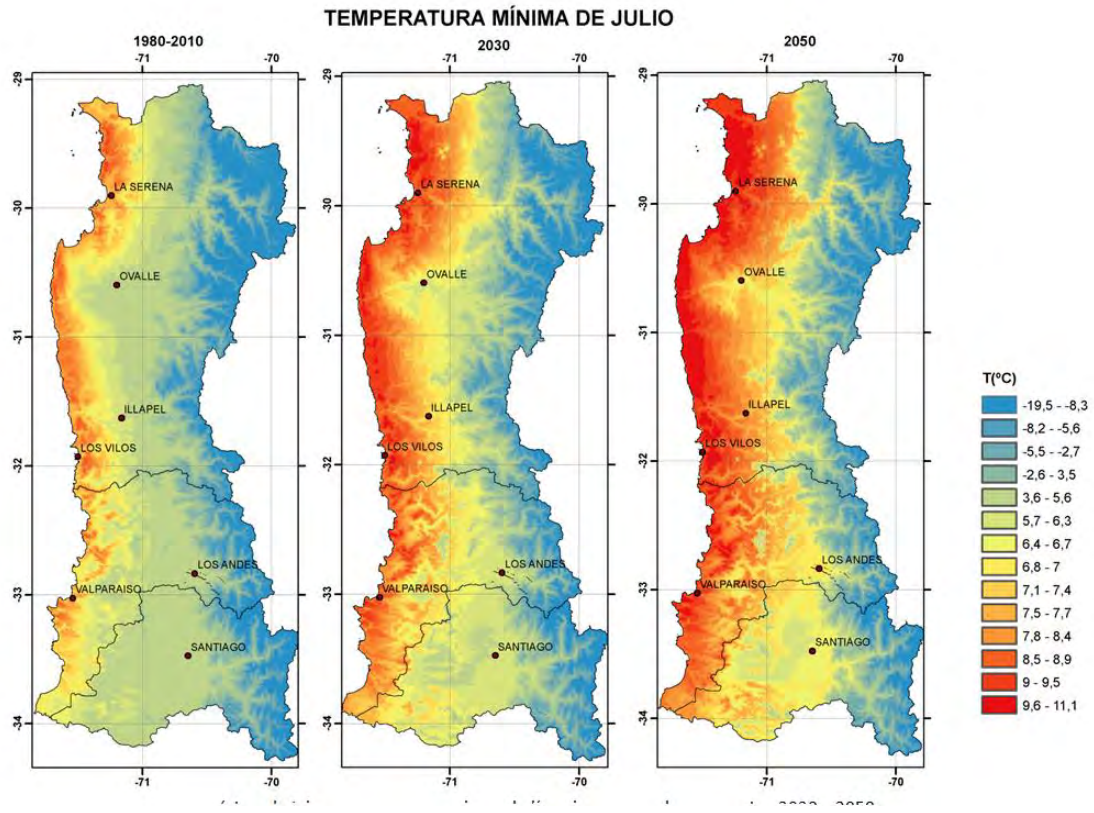 TEMPERATURA MÍNIMA DE JULIO
1980-2010
-71 -70
-29
-30
-31
-32
-33
-34
LA SERENA
OVALLE
ILLAPEL
LOS VILOS
LOS ANDES
VALPARAISO
SANTIAGO
-71 -70
2030
-71 -70
-29
-30
-31
-32
-33
-34
LA SERENA
OVALLE
ILLAPEL
LOS VILOS
LOS ANDES
VALPARAISO
SANTIAGO
-71 -70
2050
-71 -70
-29
-30
-31
-32
-33
-34
LA SERENA
OVALLE
ILLAPEL
LOS VILOS
LOS ANDES
VALPARAISO
SANTIAGO
-71 -70
T(ºC)
-19,5 - -8,3
-8,2 - -5,6
-5,5 - -2,7
-2,6 - 3,5
3,6 - 5,6
5,7 - 6,3
6,4 - 6,7
6,8 - 7
7,1 - 7,4
7,5 - 7,7
7,8 - 8,4
8,5 - 8,9
9 - 9,5
9,6 - 11,1